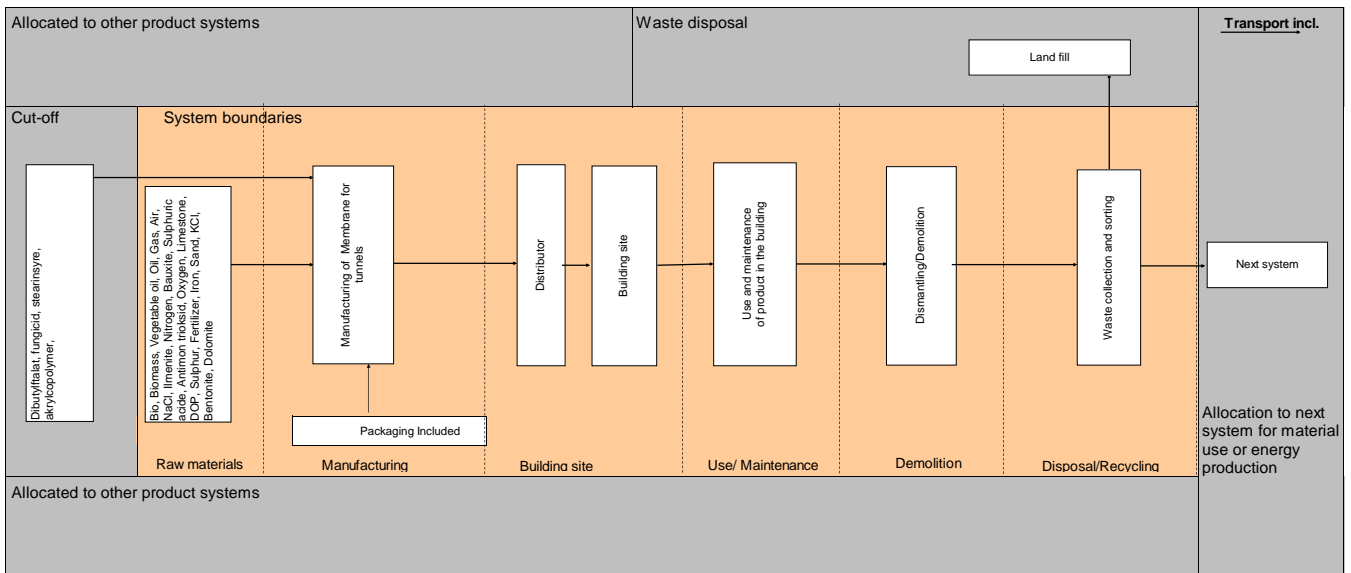 Allocated to other product systems
Waste disposal
Transport incl.
Land fill
Cut-off
System boundaries
Dibutylftalat, fungicid, stearinsyre,
akrylcopolymer,
Bio, Biomass, Vegetable oil, Oil, Gas, Air,
NaCl, Ilmenite, Nitrogen, Bauxite, Sulphuric
acide, Antimon trioksid, Oxygen, Limestone,
DOP, Sulphur, Fertilizer, Iron, Sand, KCl,
Bentonite, Dolomite
Manufacturing of Membrane for
tunnels
Distributor
Building site
Use and maintenance
of product in the building
Dismantling/Demolition
Waste collection and sorting
Next system
Packaging Included
Allocation to next
system for material
use or energy
production
Raw materials
Manufacturing
Building site
Use/ Maintenance
Demolition
Disposal/Recycling
Allocated to other product systems